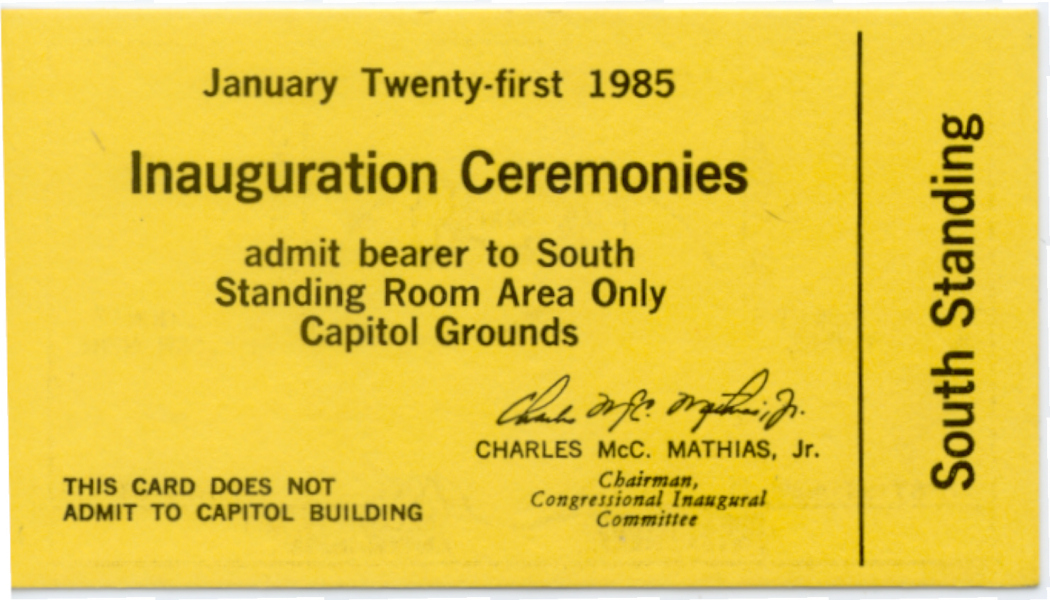 January Twenty-first 1985
Inauguration Ceremonies
admit bearer to South
Standing Room Area Only
Capitol Grounds
Charles McC. Mathias, Jr.
CHARLES McC. MATHIAS, Jr.
Chairman,
Congressional Inaugural
Committee
THIS CARD DOES NOT
ADMIT TO CAPITOL BUILDING
South Standing